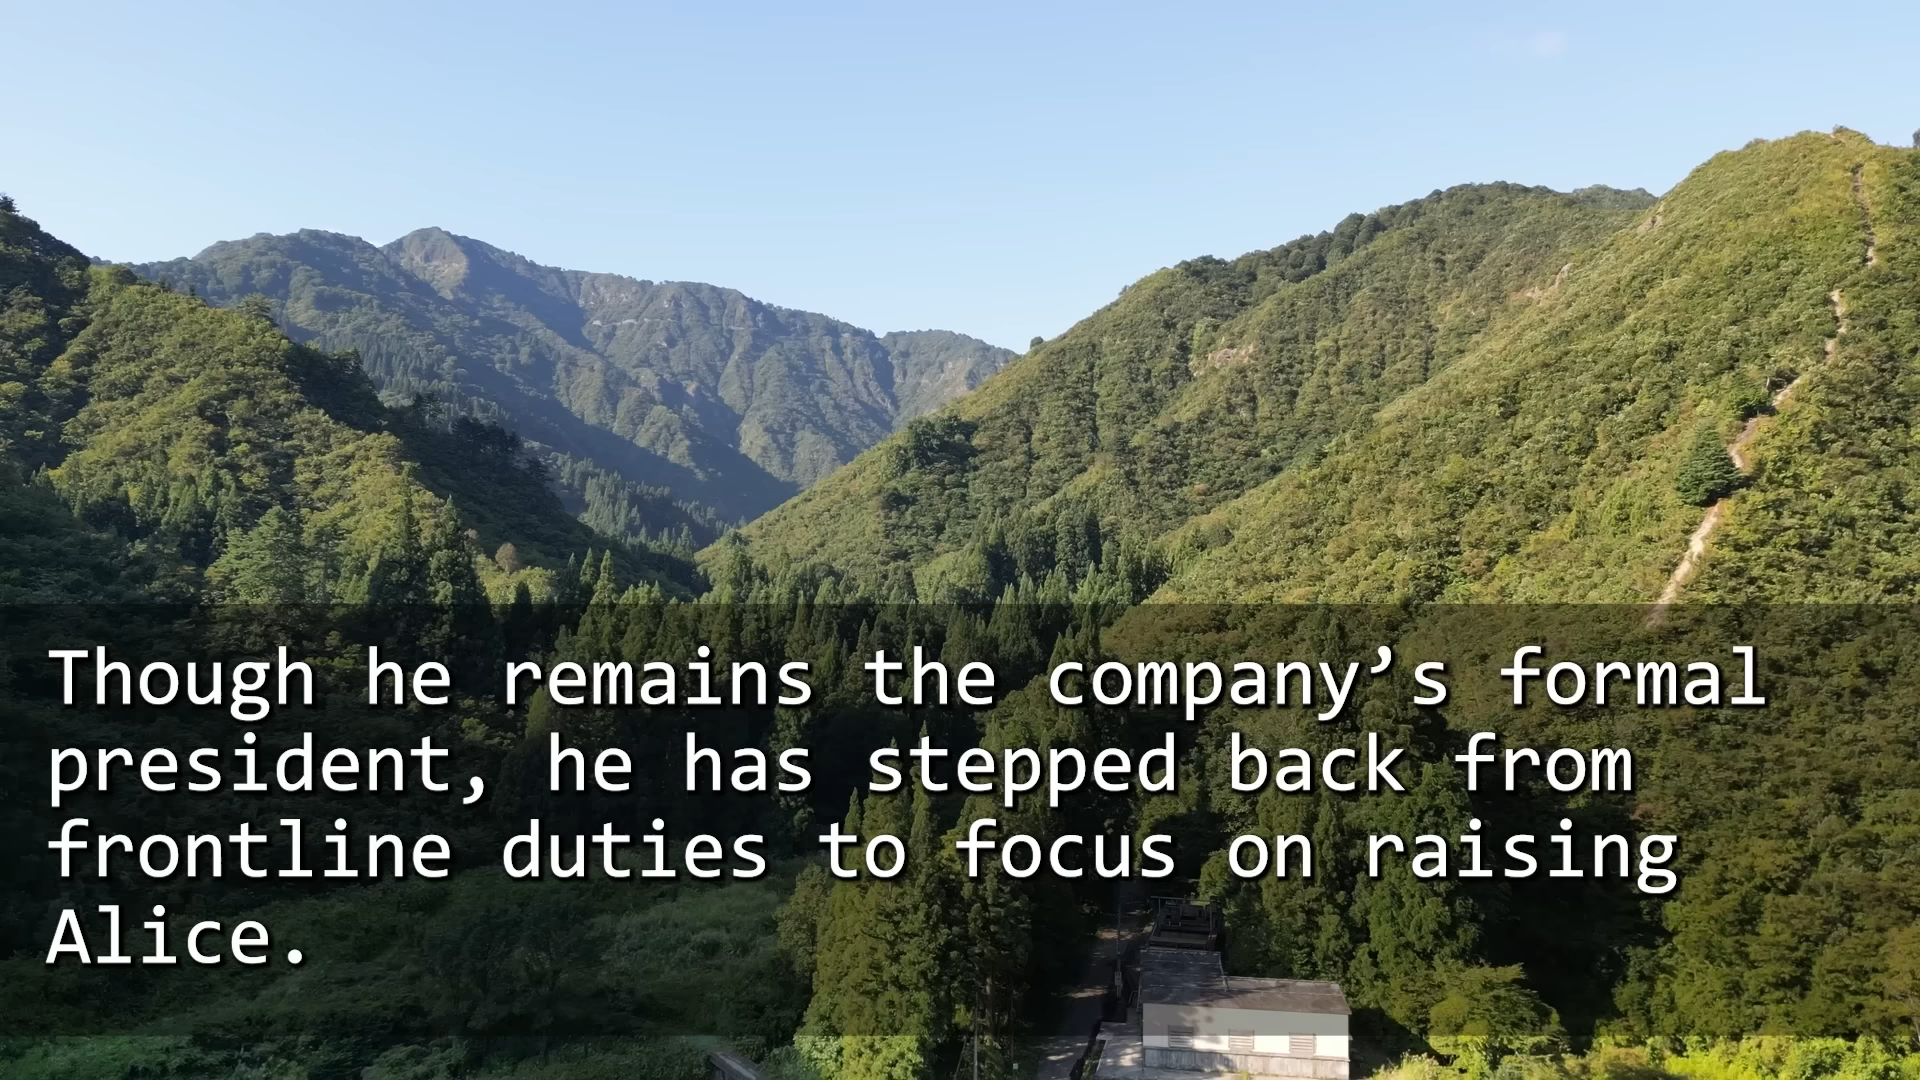 Though he remains the company’s formal
president, he has stepped back from
frontline duties to focus on raising
Alice.